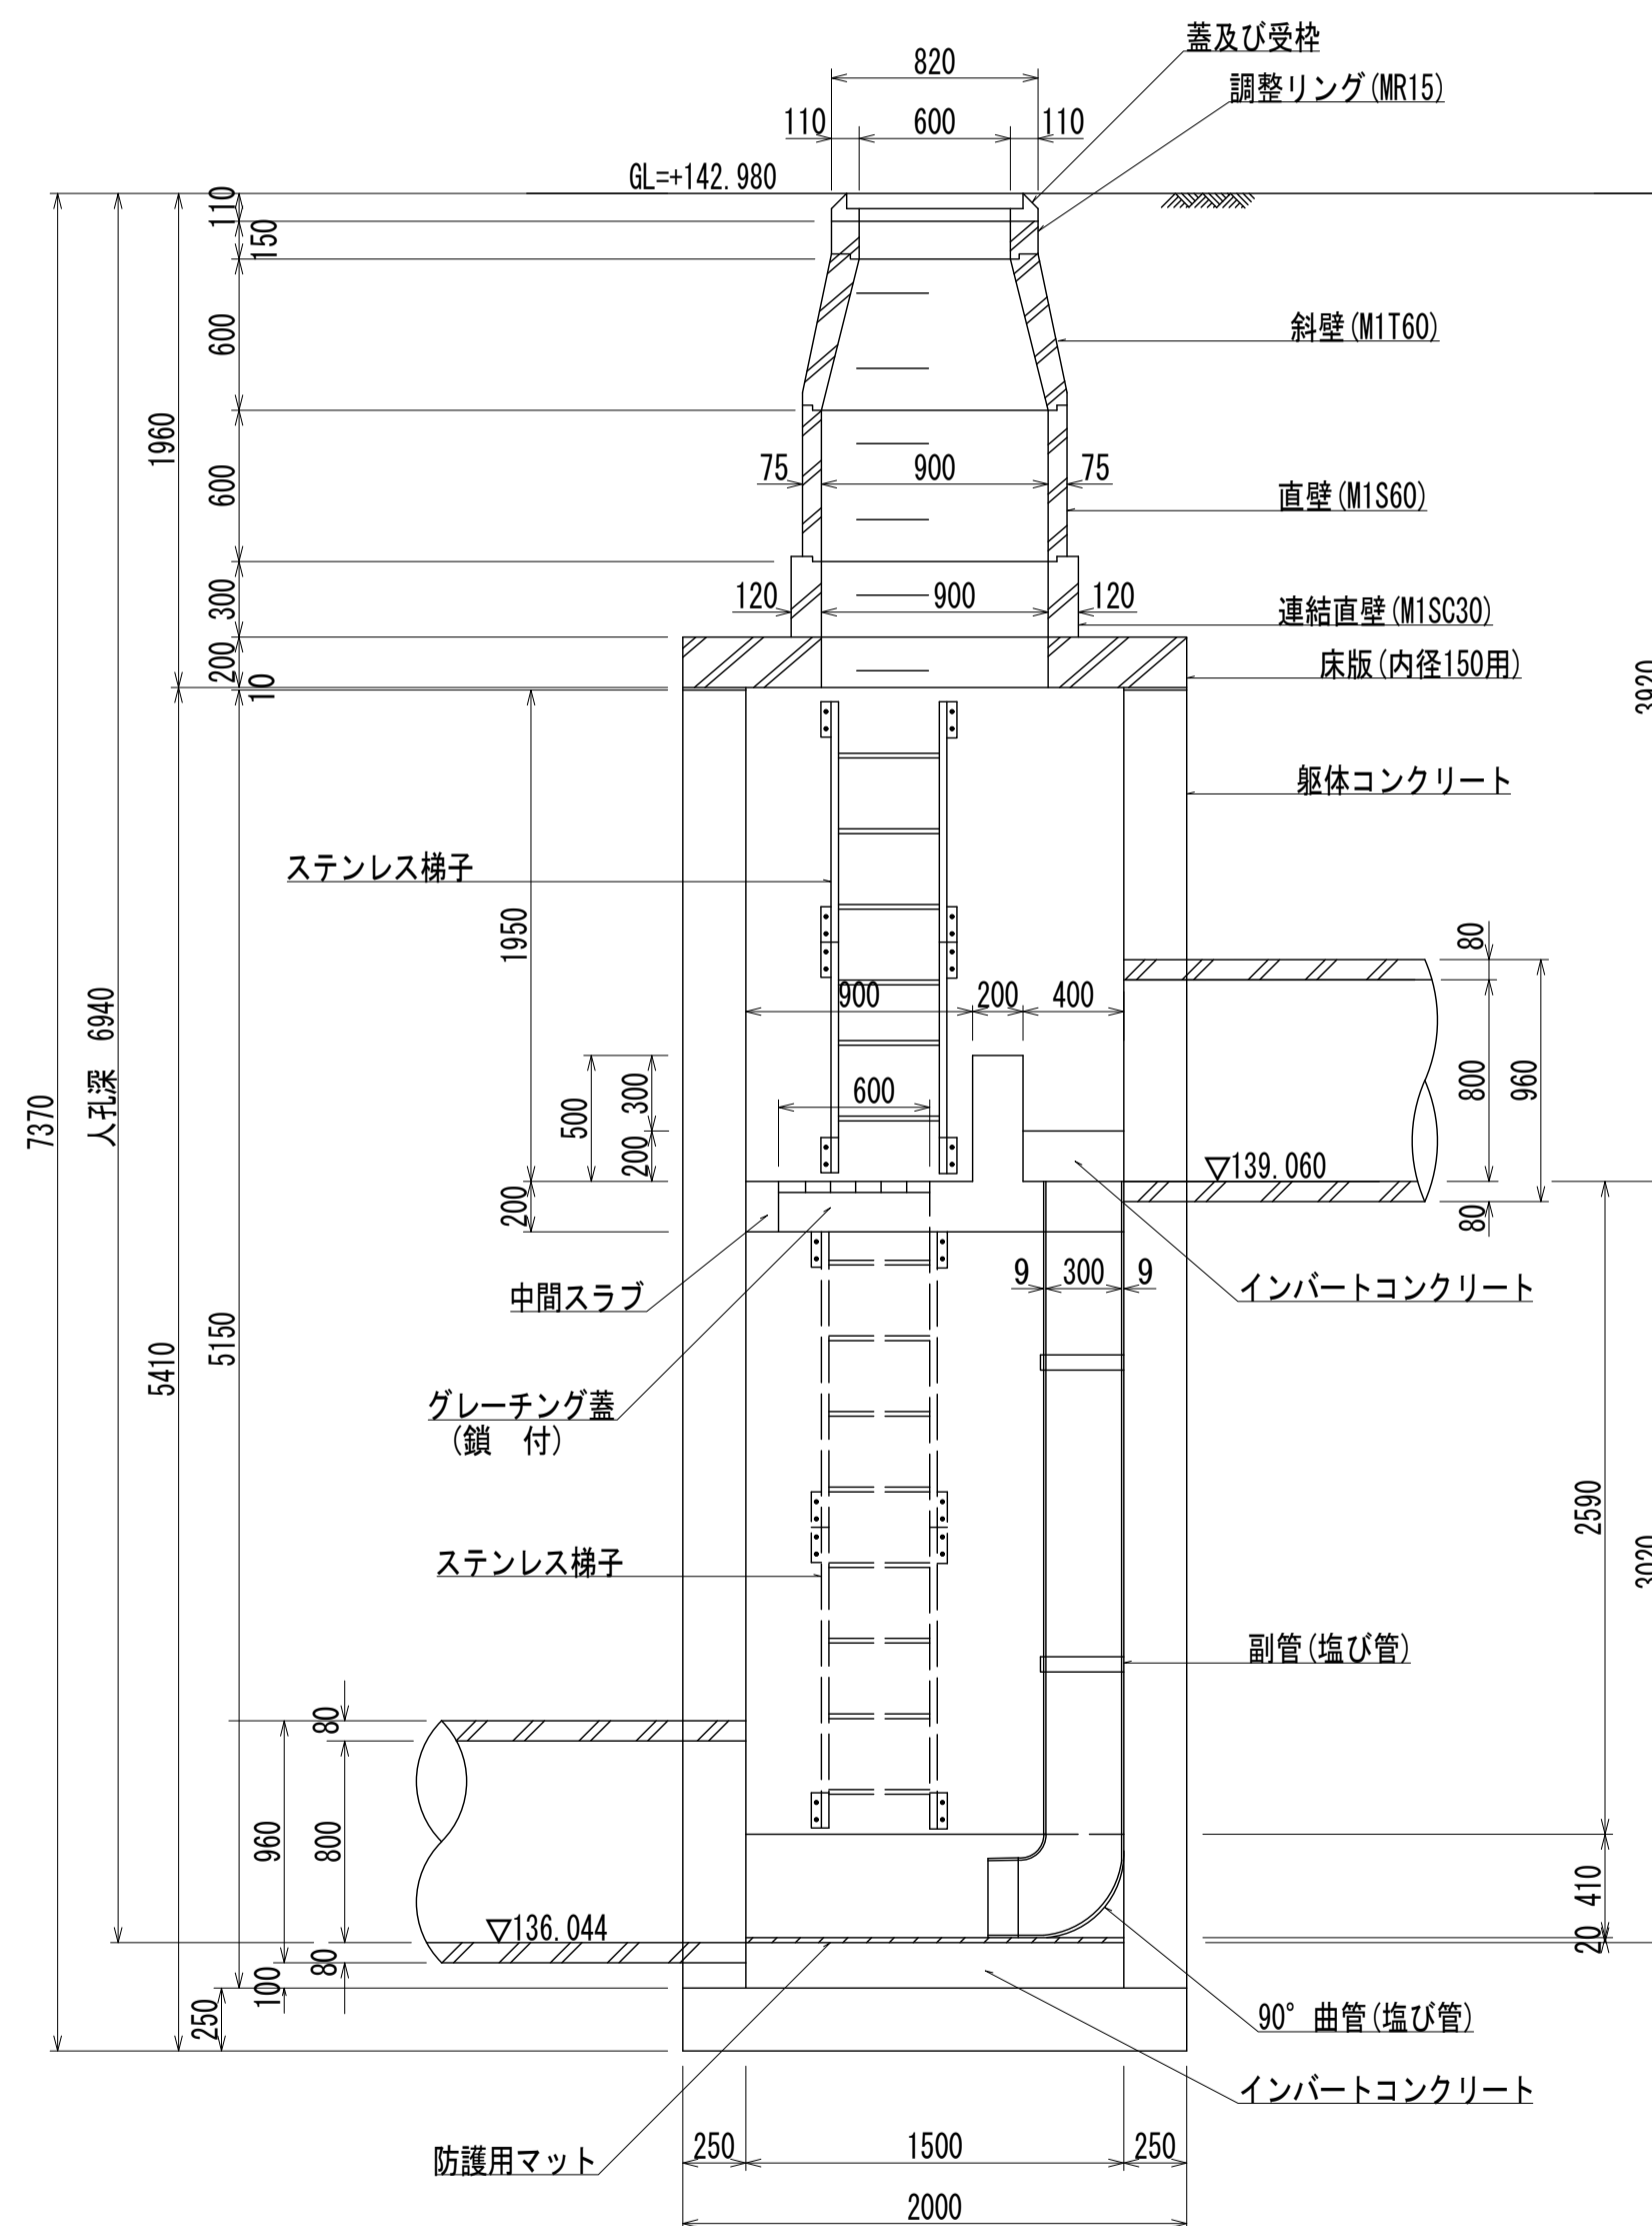 蓋及び受枠
820
調整リング(MR15)
110
600
110
GL=+142.980
110
150
斜壁(M1T60)
600
1960
75
900
75
600
直壁(M1S60)
300
120
900
120
連結直壁(M1SC30)
200
床版(内径150用)
3920
10
躯体コンクリート
ステンレス梯子
1950
80
900
200
400
人孔深 6940
800
960
7370
500
300
600
200
▽139.060
200
80
9
300
9
インバートコンクリート
中間スラブ
5150
5410
グレーチング蓋
(鎖 付)
2590
3020
ステンレス梯子
副管(塩び管)
80
960
800
410
▽136.044
20
80
100
250
90° 曲管(塩び管)
インバートコンクリート
250
1500
250
防護用マット
2000